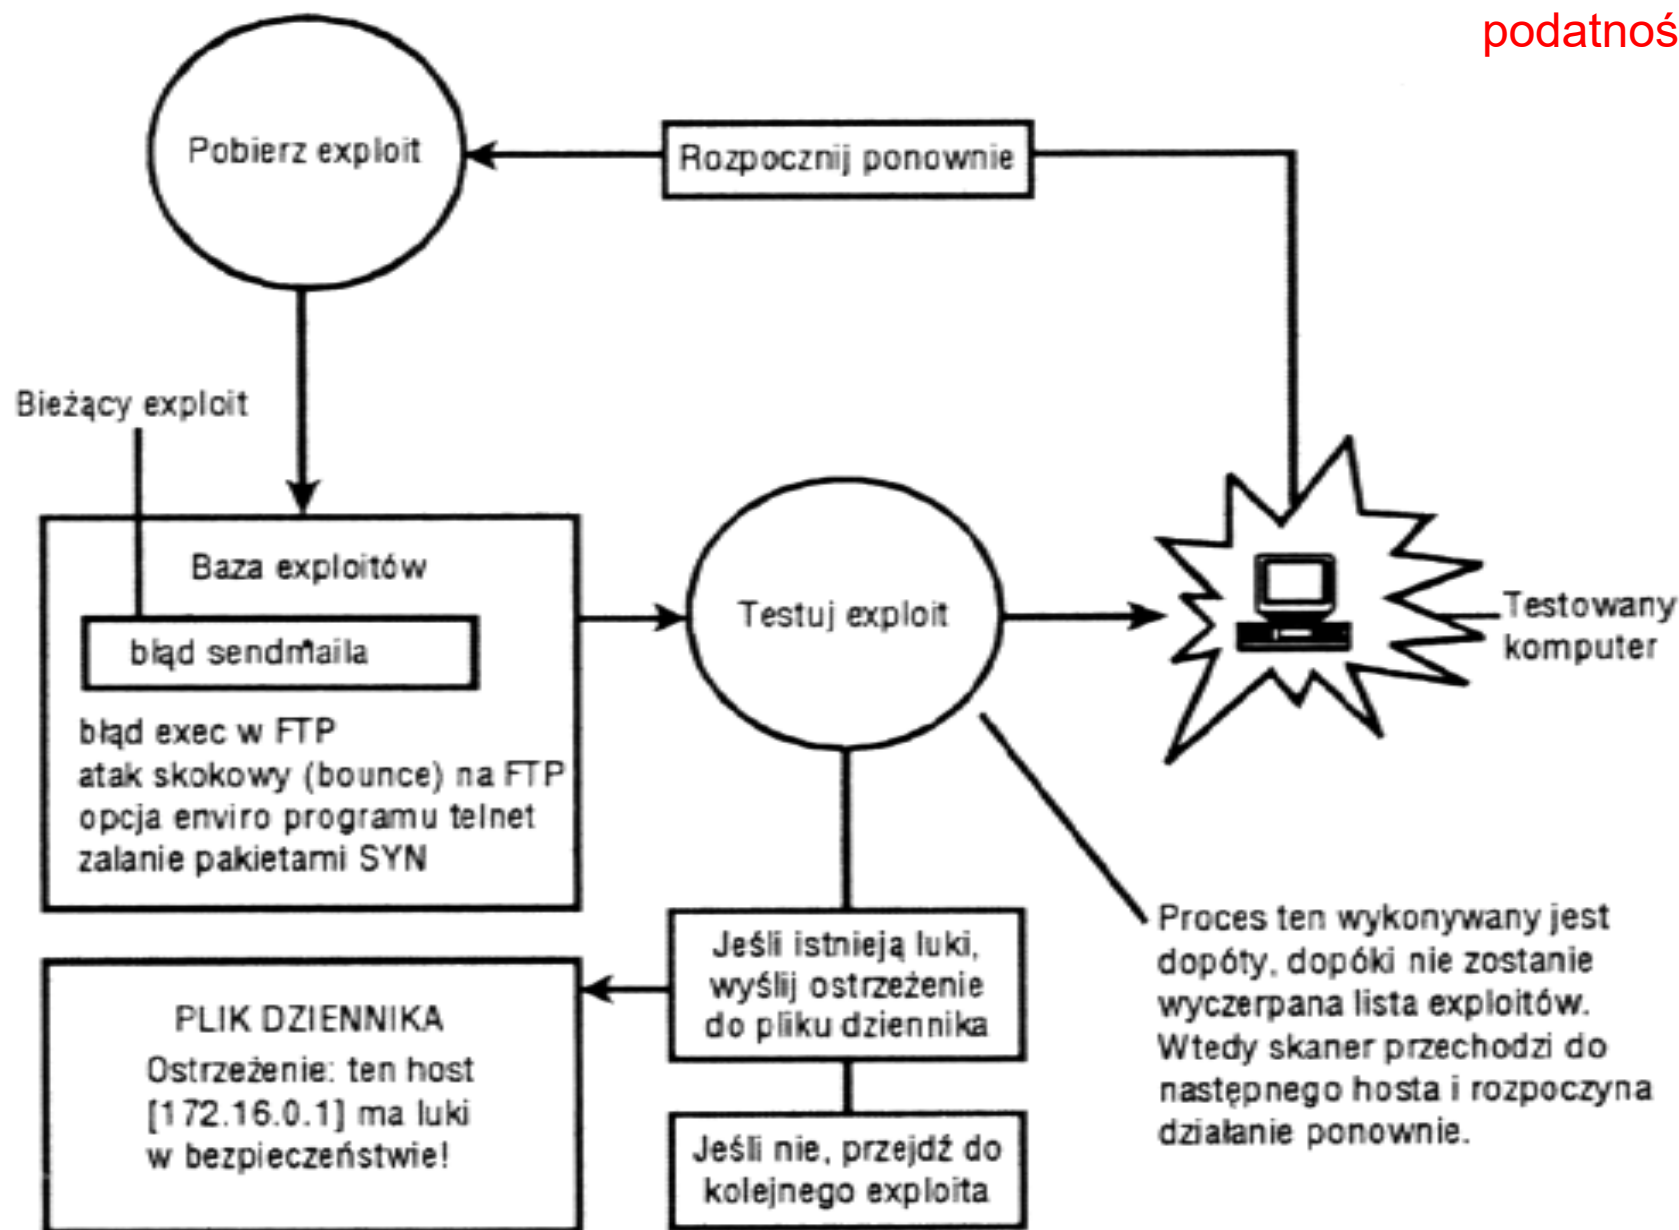 podatnoś
Pobierz exploit
Rozpocznij ponownie
Bieżący exploit
Baza exploitów
błąd sendmaila
błąd exec w FTP
atak skokowy (bounce) na FTP
opcja enviro programu telnet
zalanie pakietami SYN
Testuj exploit
Testowany
komputer
Jeśli istnieją luki,
wyślij ostrzeżenie
do pliku dziennika
Jeśli nie, przejdź do
kolejnego exploita
PLIK DZIENNIKA
Ostrzeżenie: ten host
[172.16.0.1] ma luki
w bezpieczeństwie!
Proces ten wykonywany jest
dopóty, dopóki nie zostanie
wyczerpana lista exploitów.
Wtedy skaner przechodzi do
następnego hosta i rozpoczyna
działanie ponownie.